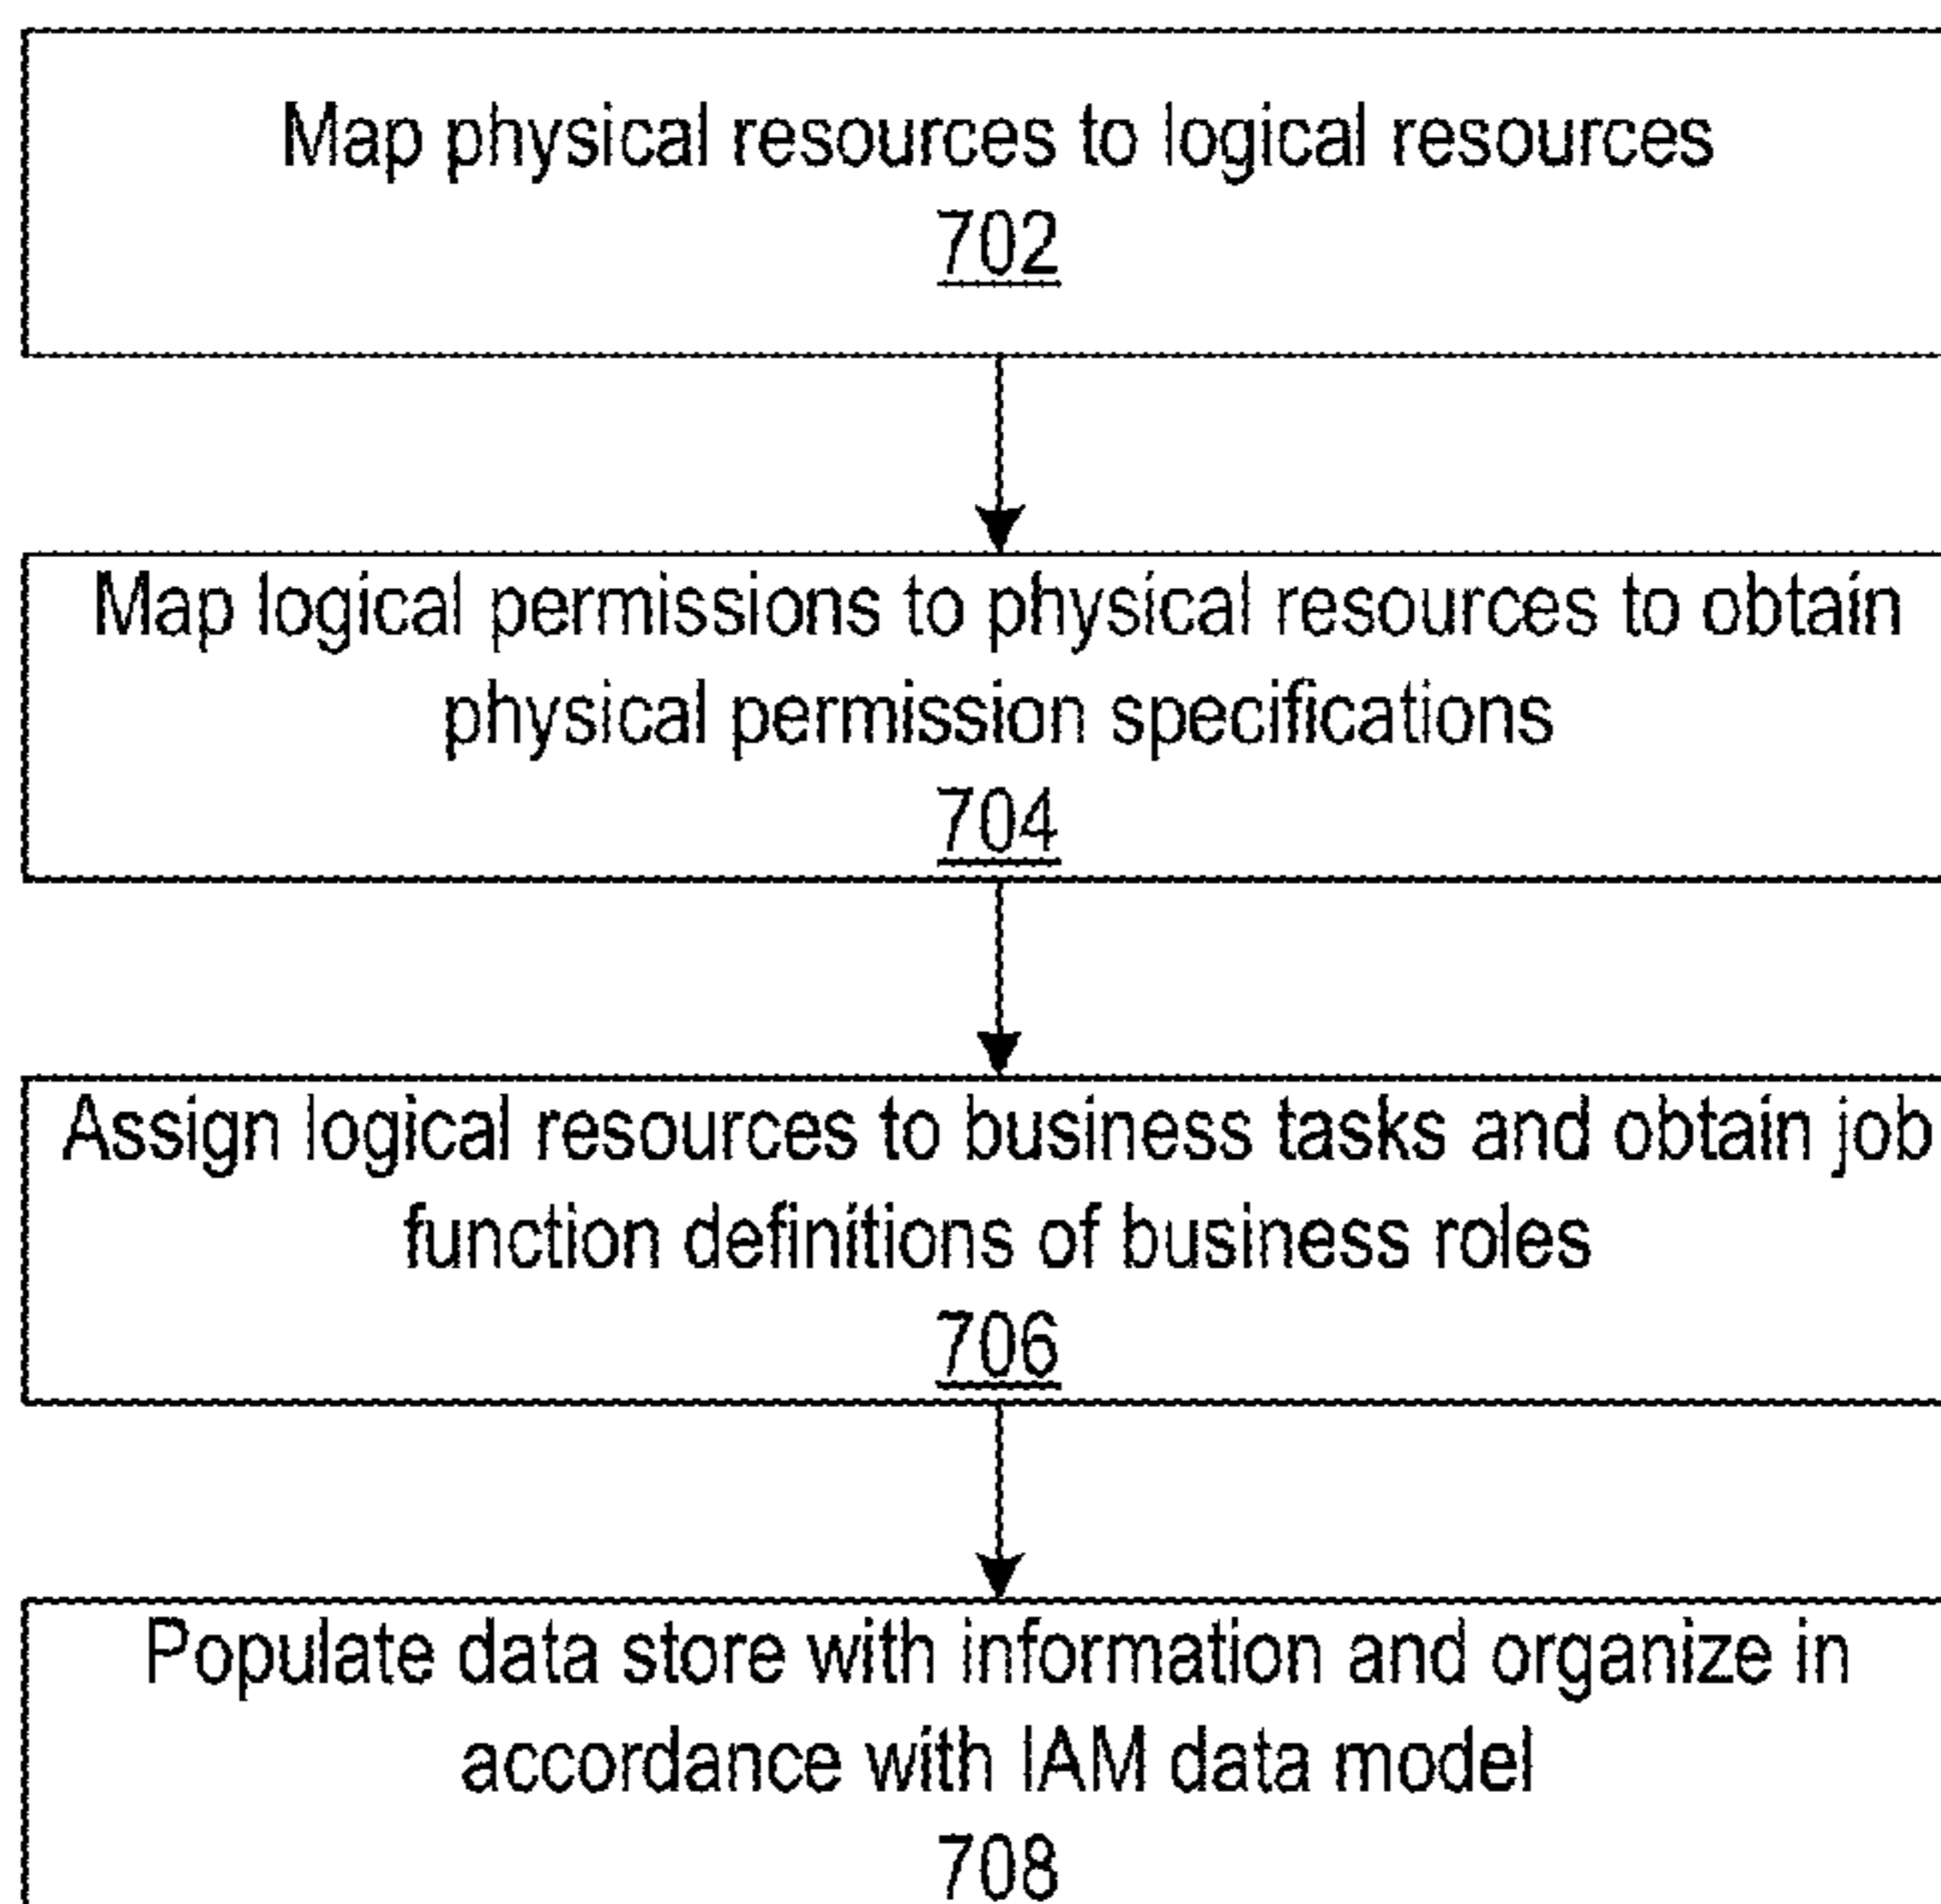 Map physical resources to logical resources
702
Map logical permissions to physical resources to obtain
physical permission specifications
704
Assign logical resources to business tasks and obtain job
function definitions of business roles
706
Populate data store with information and organize in
accordance with IAM data model
708